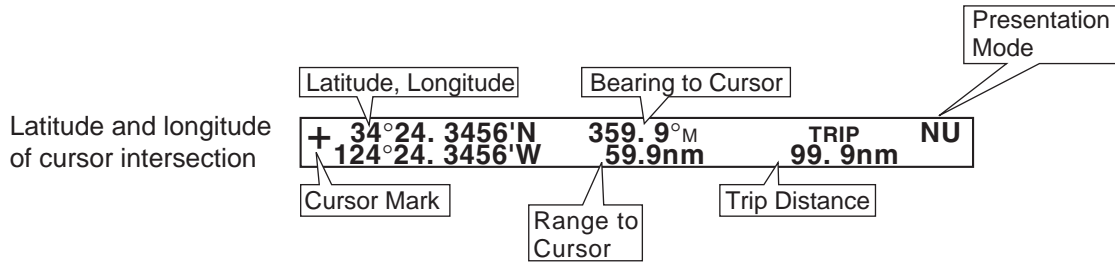 Presentation
Mode
Latitude, Longitude
Bearing to Cursor
Latitude and longitude
of cursor intersection
+ 34°24. 3456'N 359. 9°M TRIP NU
124°24. 3456'W 59.9nm 99. 9nm
Cursor Mark
Range to
Cursor
Trip Distance